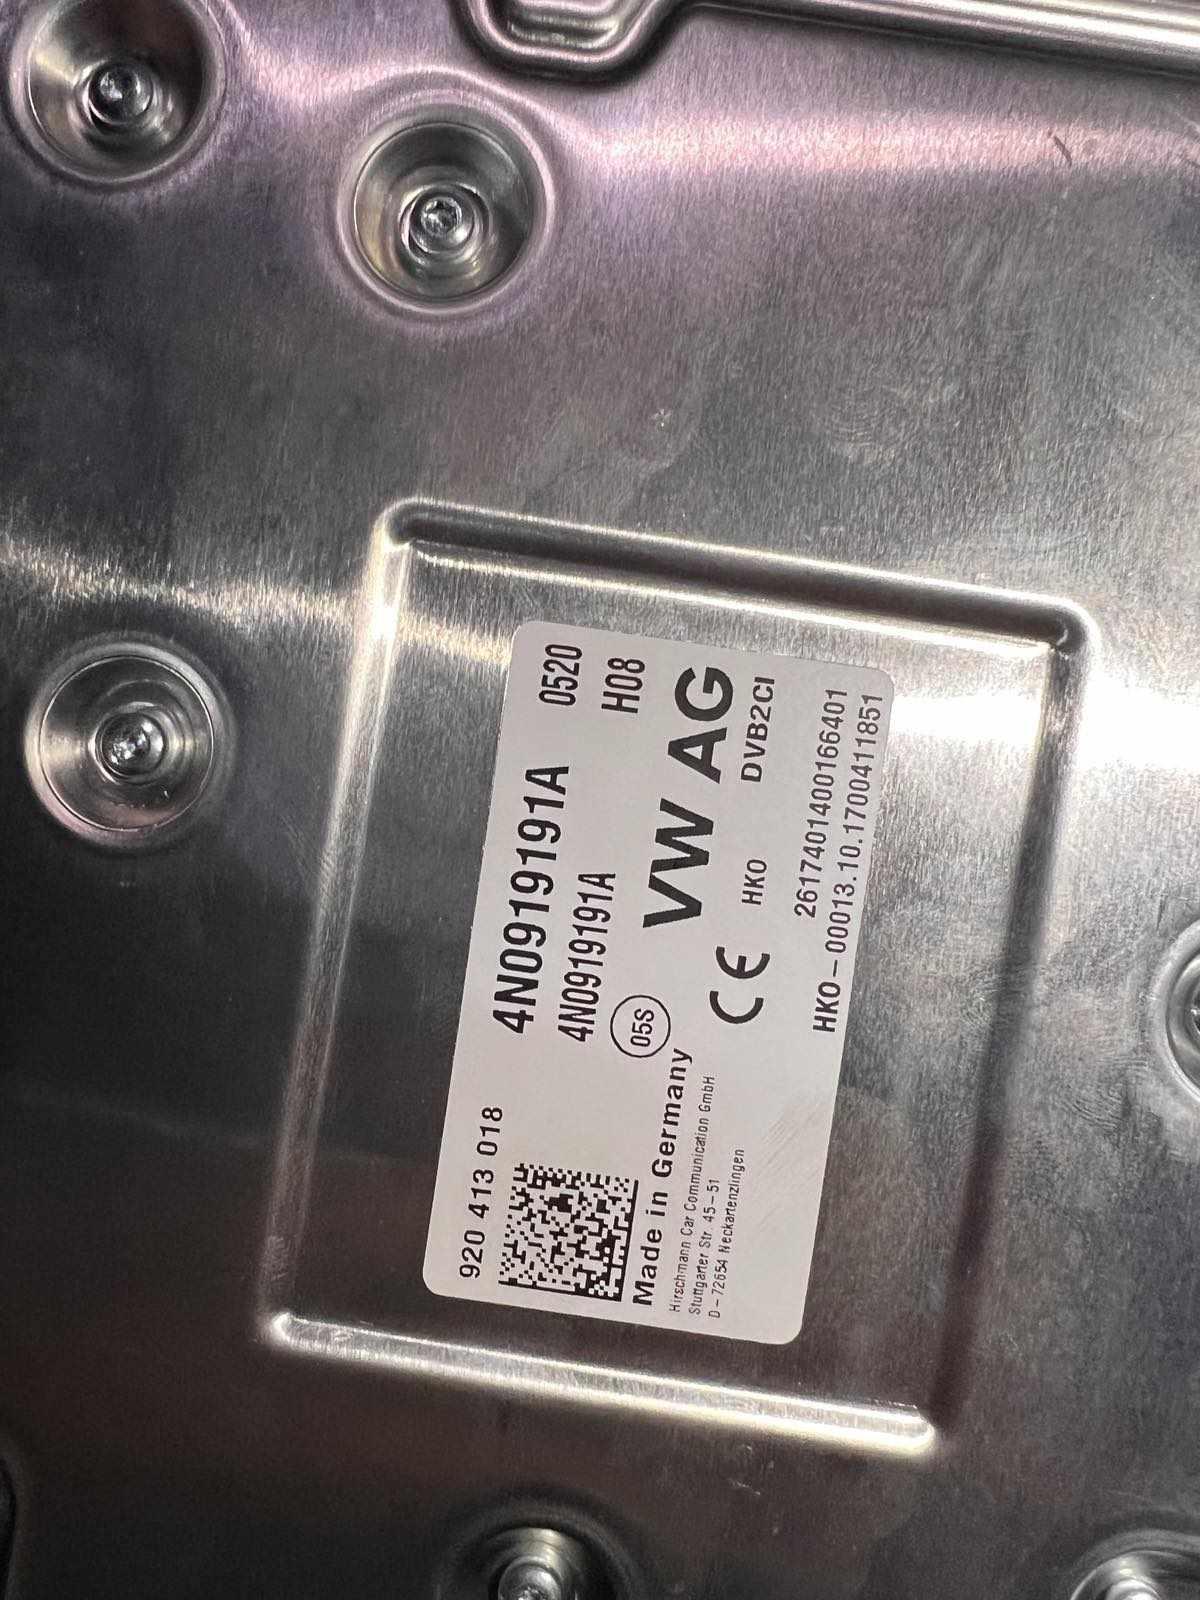 920 413 018
4N0919191A 0520
4N0919191A H08
05S
VW AG
Made in Germany
CE HKO DVB2CI
Hirschmann Car Communication GmbH
Stuttgarter Str. 45-51
D-72654 Neckartenzlingen
2617401400166401
HKO-00013.10.1700411851